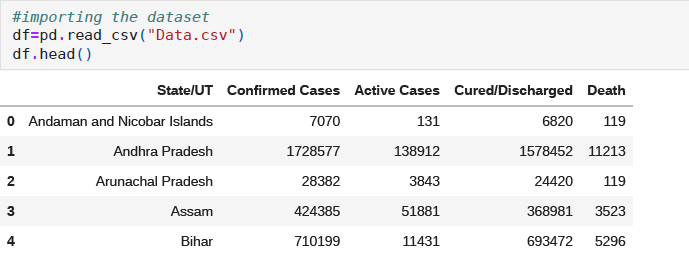 #importing the dataset
df=pd.read_csv("Data.csv")
df.head()
State/UT Confirmed Cases Active Cases Cured/Discharged Death
0 Andaman and Nicobar Islands 7070 131 6820 119
1 Andhra Pradesh 1728577 138912 1578452 11213
2 Arunachal Pradesh 28382 3843 24420 119
3 Assam 424385 51881 368981 3523
4 Bihar 710199 11431 693472 5296